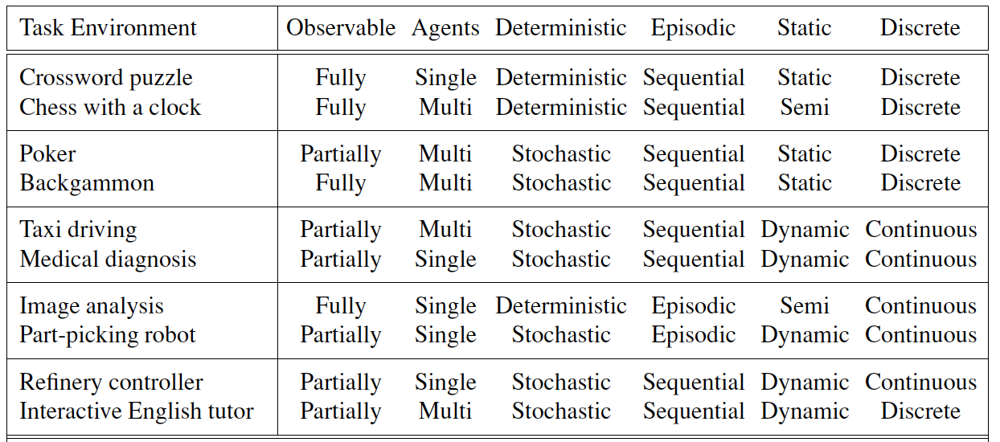 Task Environment Observable Agents Deterministic Episodic Static Discrete
Crossword puzzle Fully Single Deterministic Sequential Static Discrete
Chess with a clock Fully Multi Deterministic Sequential Semi Discrete
Poker Partially Multi Stochastic Sequential Static Discrete
Backgammon Fully Multi Stochastic Sequential Static Discrete
Taxi driving Partially Multi Stochastic Sequential Dynamic Continuous
Medical diagnosis Partially Single Stochastic Sequential Dynamic Continuous
Image analysis Fully Single Deterministic Episodic Semi Continuous
Part-picking robot Partially Single Stochastic Episodic Dynamic Continuous
Refinery controller Partially Single Stochastic Sequential Dynamic Continuous
Interactive English tutor Partially Multi Stochastic Sequential Dynamic Discrete